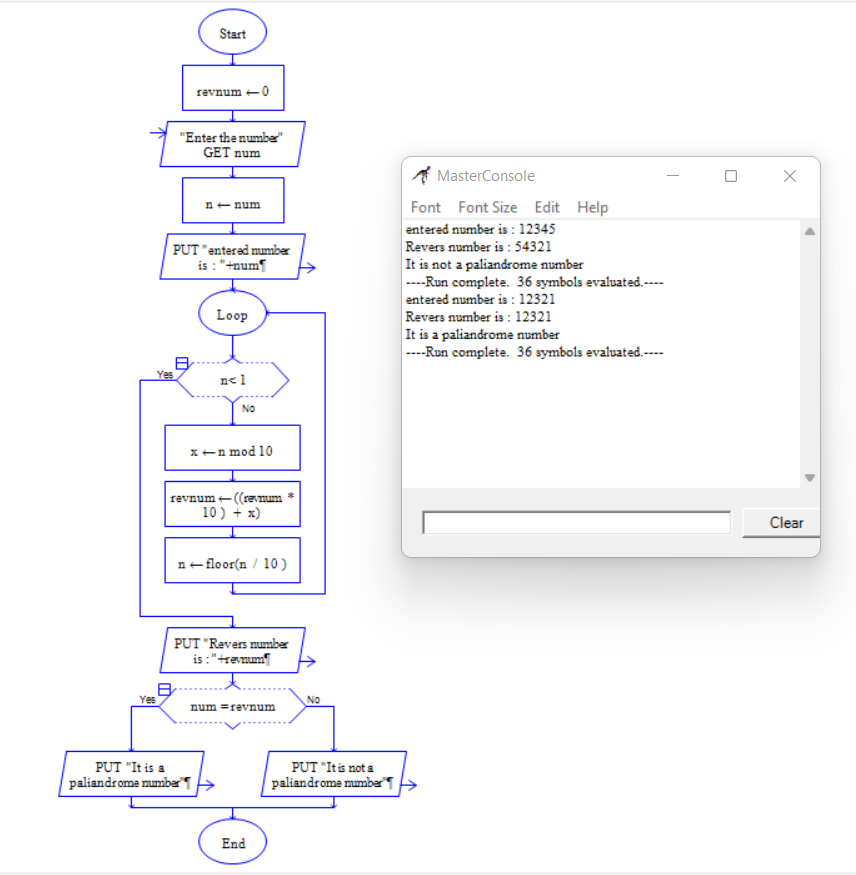 Start
revnum ← 0
"Enter the number"
GET num
n ← num
PUT "entered number
is : "+num¶
Loop
Yes
n< 1
No
x ← n mod 10
revnum ← ((revnum *
10 ) + x)
n ← floor(n / 10 )
PUT "Revers number
is : "+revnum¶
Yes
num = revnum
No
PUT "It is a
paliandrome number"¶
PUT "It is not a
paliandrome number"¶
End
MasterConsole
Font Font Size Edit Help
entered number is : 12345
Revers number is : 54321
It is not a paliandrome number
----Run complete.  36 symbols evaluated.----
entered number is : 12321
Revers number is : 12321
It is a paliandrome number
----Run complete.  36 symbols evaluated.----
Clear